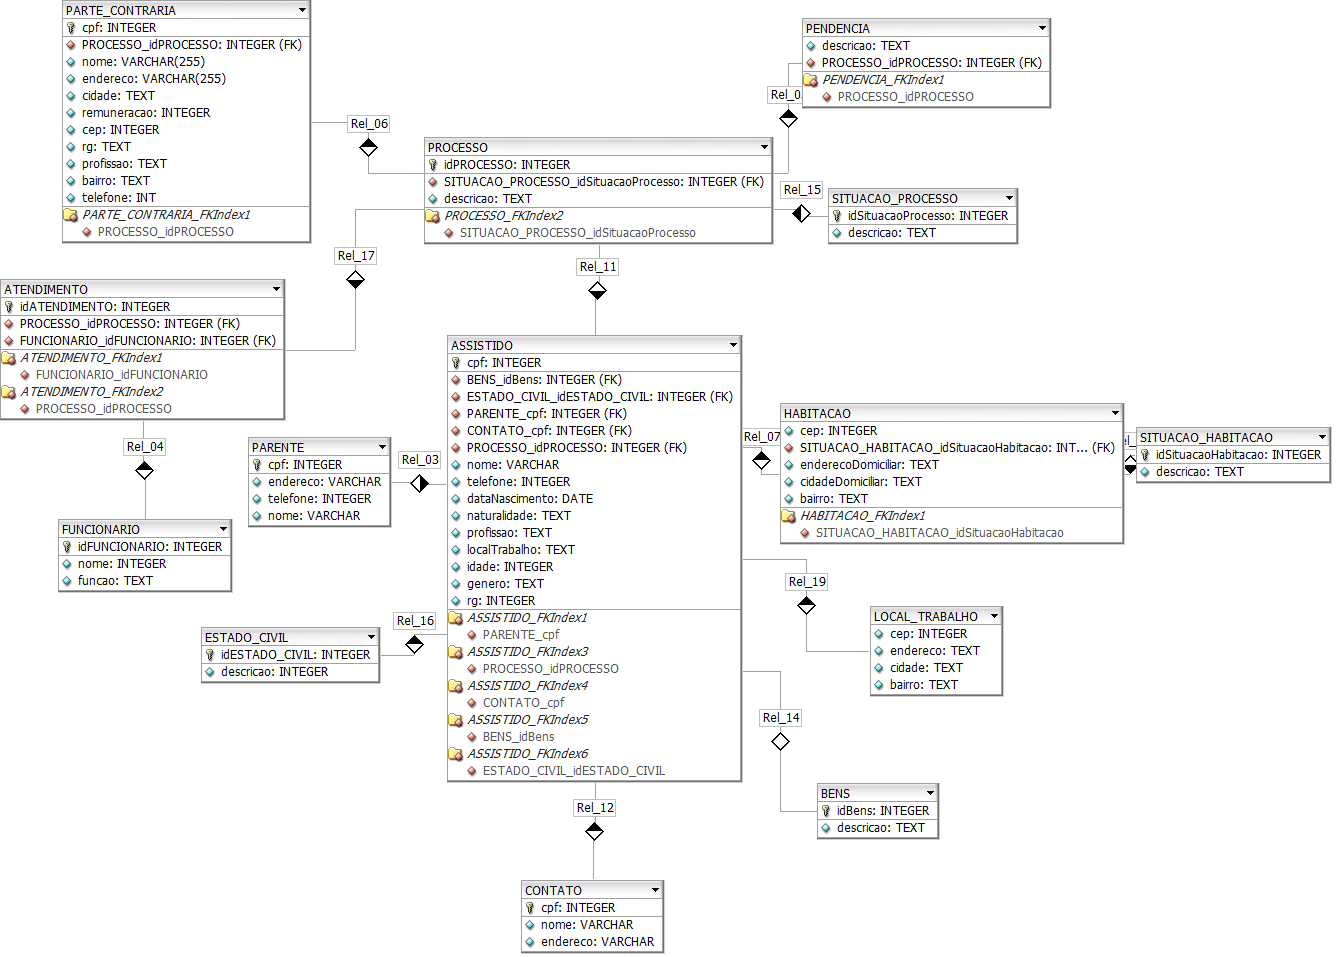 PARTE_CONTRARIA
cpf: INTEGER
PROCESSO_idPROCESSO: INTEGER (FK)
nome: VARCHAR(255)
endereco: VARCHAR(255)
cidade: TEXT
remuneracao: INTEGER
cep: INTEGER
rg: TEXT
profissao: TEXT
bairro: TEXT
telefone: INT
PARTE_CONTRARIA_FKIndex1
PROCESSO_idPROCESSO
PENDENCIA
descricao: TEXT
PROCESSO_idPROCESSO: INTEGER (FK)
PENDENCIA_FKIndex1
PROCESSO_idPROCESSO
Rel_06
PROCESSO
idPROCESSO: INTEGER
SITUACAO_PROCESSO_idSituacaoProcesso: INTEGER (FK)
descricao: TEXT
PROCESSO_FKIndex2
SITUACAO_PROCESSO_idSituacaoProcesso
Rel_15
SITUACAO_PROCESSO
idSituacaoProcesso: INTEGER
descricao: TEXT
Rel_17
Rel_11
ATENDIMENTO
idATENDIMENTO: INTEGER
PROCESSO_idPROCESSO: INTEGER (FK)
FUNCIONARIO_idFUNCIONARIO: INTEGER (FK)
ATENDIMENTO_FKIndex1
FUNCIONARIO_idFUNCIONARIO
ATENDIMENTO_FKIndex2
PROCESSO_idPROCESSO
Rel_04
FUNCIONARIO
idFUNCIONARIO: INTEGER
nome: INTEGER
funcao: TEXT
PARENTE
cpf: INTEGER
endereco: VARCHAR
telefone: INTEGER
nome: VARCHAR
Rel_03
ASSISTIDO
cpf: INTEGER
BENS_idBens: INTEGER (FK)
ESTADO_CIVIL_idESTADO_CIVIL: INTEGER (FK)
PARENTE_cpf: INTEGER (FK)
CONTATO_cpf: INTEGER (FK)
PROCESSO_idPROCESSO: INTEGER (FK)
nome: VARCHAR
telefone: INTEGER
dataNascimento: DATE
naturalidade: TEXT
profissao: TEXT
localTrabalho: TEXT
idade: INTEGER
genero: TEXT
rg: INTEGER
ASSISTIDO_FKIndex1
PARENTE_cpf
ASSISTIDO_FKIndex3
PROCESSO_idPROCESSO
ASSISTIDO_FKIndex4
CONTATO_cpf
ASSISTIDO_FKIndex5
BENS_idBens
ASSISTIDO_FKIndex6
ESTADO_CIVIL_idESTADO_CIVIL
Rel_07
HABITACAO
cep: INTEGER
SITUACAO_HABITACAO_idSituacaoHabitacao: INT... (FK)
enderecoDomiciliar: TEXT
cidadeDomiciliar: TEXT
bairro: TEXT
HABITACAO_FKIndex1
SITUACAO_HABITACAO_idSituacaoHabitacao
SITUACAO_HABITACAO
idSituacaoHabitacao: INTEGER
descricao: TEXT
Rel_16
ESTADO_CIVIL
idESTADO_CIVIL: INTEGER
descricao: INTEGER
Rel_19
LOCAL_TRABALHO
cep: INTEGER
endereco: TEXT
cidade: TEXT
bairro: TEXT
Rel_14
BENS
idBens: INTEGER
descricao: TEXT
Rel_12
CONTATO
cpf: INTEGER
nome: VARCHAR
endereco: VARCHAR